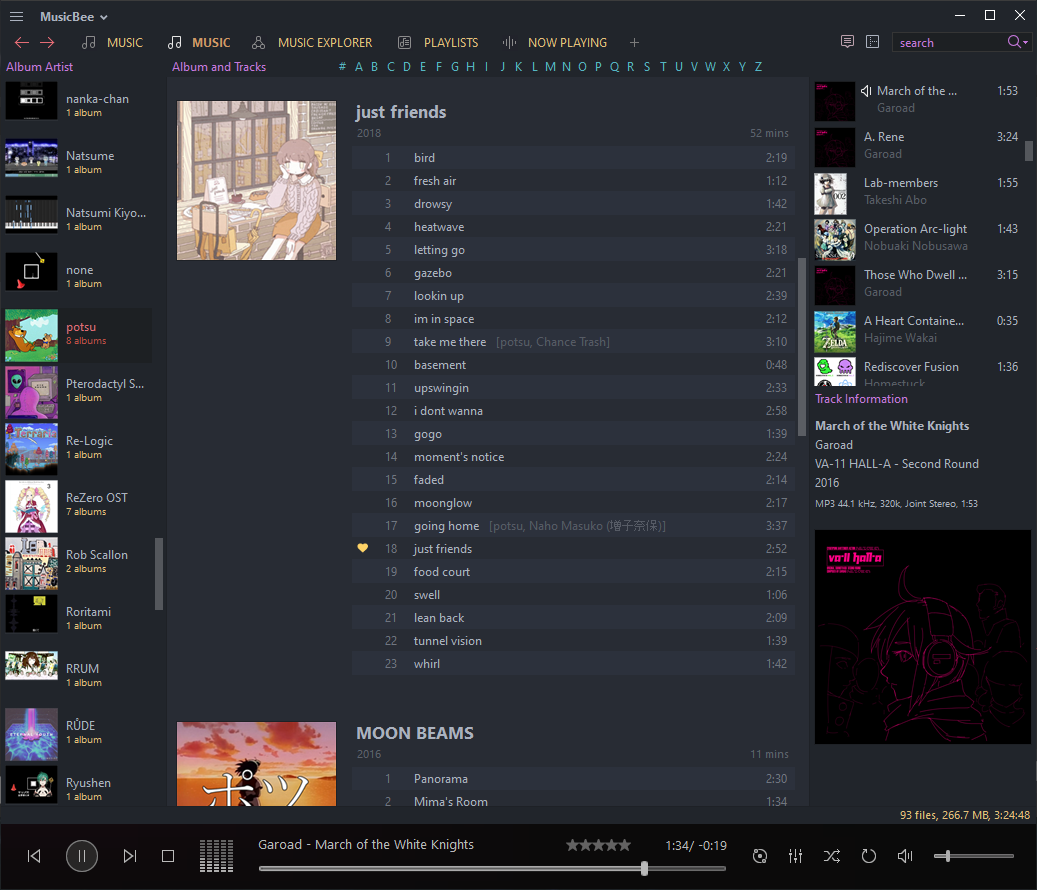 MusicBee
MUSIC
MUSIC
MUSIC EXPLORER
PLAYLISTS
NOW PLAYING
search
Album Artist
nanka-chan
1 album
Natsume
1 album
Natsumi Kiyo...
1 album
none
1 album
potsu
8 albums
Pterodactyl S...
1 album
Re-Logic
1 album
ReZero OST
7 albums
Rob Scallon
2 albums
Roritami
1 album
RRUM
1 album
RŮDE
1 album
Ryushen
1 album
Album and Tracks
# A B C D E F G H I J K L M N O P Q R S T U V W X Y Z
just friends
2018 52 mins
1 bird 2:19
2 fresh air 1:12
3 drowsy 1:42
4 heatwave 2:21
5 letting go 3:18
6 gazebo 2:21
7 lookin up 2:39
8 im in space 2:12
9 take me there [potsu, Chance Trash] 3:10
10 basement 0:48
11 upswingin 2:33
12 i dont wanna 2:58
13 gogo 1:39
14 moment's notice 2:24
15 faded 2:14
16 moonglow 2:17
17 going home [potsu, Naho Masuko (増子奈保)] 3:37
18 just friends 2:52
19 food court 2:15
20 swell 1:06
21 lean back 2:09
22 tunnel vision 1:39
23 whirl 1:42
ポツ
MOON BEAMS
2016 11 mins
1 Panorama 2:30
2 Mima's Room 1:34
March of the ... 1:53
Garoad
A. Rene 3:24
Garoad
002
Lab-members 1:55
Takeshi Abo
Operation Arc-light 1:43
Nobuaki Nobusawa
Those Who Dwell ... 3:15
Garoad
ZELDA
A Heart Containe... 0:35
Hajime Wakai
Rediscover Fusion 1:36
Homestuck
Track Information
March of the White Knights
Garoad
VA-11 HALL-A - Second Round
2016
MP3 44.1 kHz, 320k, Joint Stereo, 1:53
va-11 hall-a
93 files, 266.7 MB, 3:24:48
Garoad - March of the White Knights
1:34/ -0:19